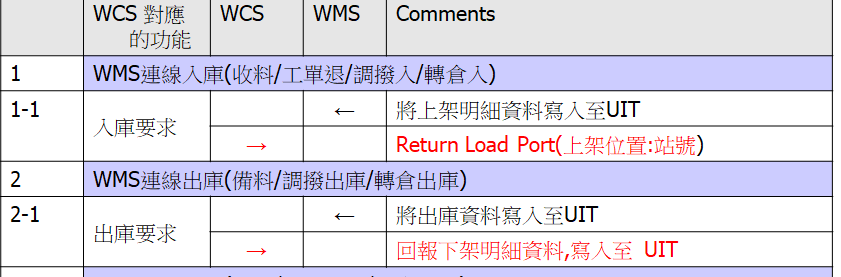 WCS 對應 WCS WMS Comments
的功能
1 WMS連線入庫(收料/工單退/調撥入/轉倉入)
1-1 入庫要求 ← 將上架明細資料寫入至UIT
→ Return Load Port(上架位置:站號)
2 WMS連線出庫(備料/調撥出庫/轉倉出庫)
2-1 出庫要求 ← 將出庫資料寫入至UIT
→ 回報下架明細資料,寫入至 UIT